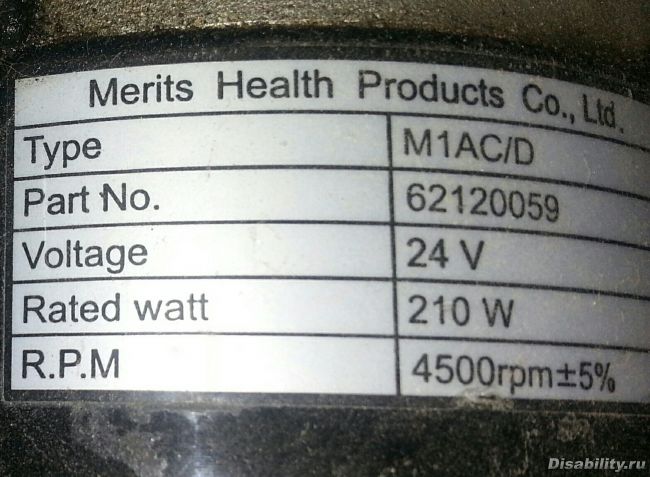 Merits Health Products Co., Ltd.
Type M1AC/D
Part No. 62120059
Voltage 24 V
Rated watt 210 W
R.P.M 4500rpm±5%
Disability.ru